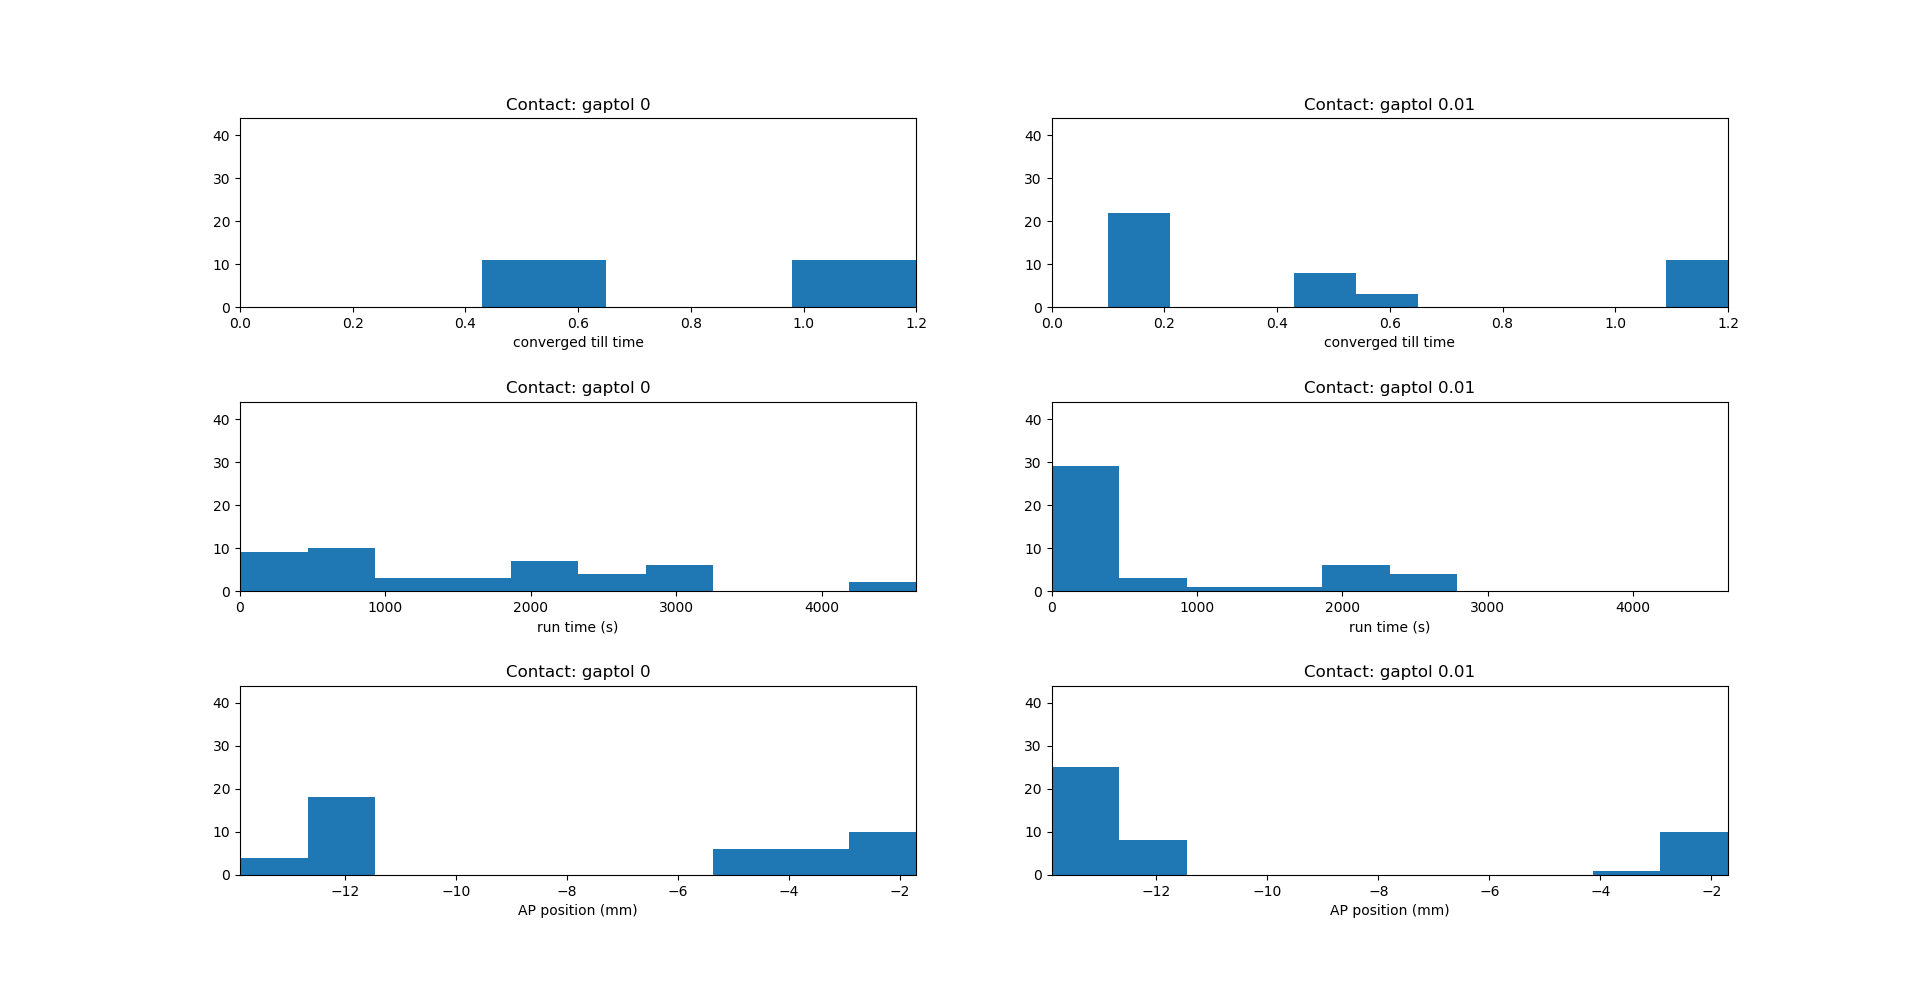 Contact: gaptol 0
Contact: gaptol 0.01
40
30
20
10
0
0.0 0.2 0.4 0.6 0.8 1.0 1.2
converged till time
40
30
20
10
0
0.0 0.2 0.4 0.6 0.8 1.0 1.2
converged till time
Contact: gaptol 0
Contact: gaptol 0.01
40
30
20
10
0
0 1000 2000 3000 4000
run time (s)
40
30
20
10
0
0 1000 2000 3000 4000
run time (s)
Contact: gaptol 0
Contact: gaptol 0.01
40
30
20
10
0
−12 −10 −8 −6 −4 −2
AP position (mm)
40
30
20
10
0
−12 −10 −8 −6 −4 −2
AP position (mm)